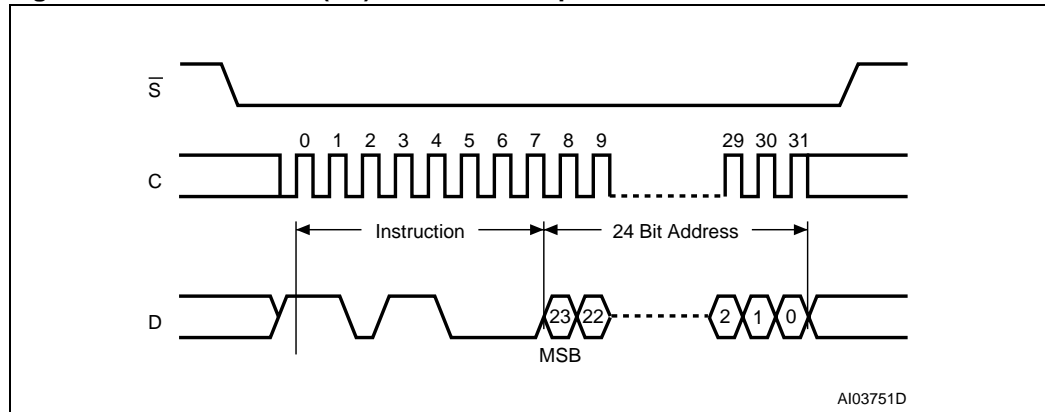 S
0 1 2 3 4 5 6 7 8 9 29 30 31
C
Instruction 24 Bit Address
D 23 22 2 1 0
MSB
AI03751D